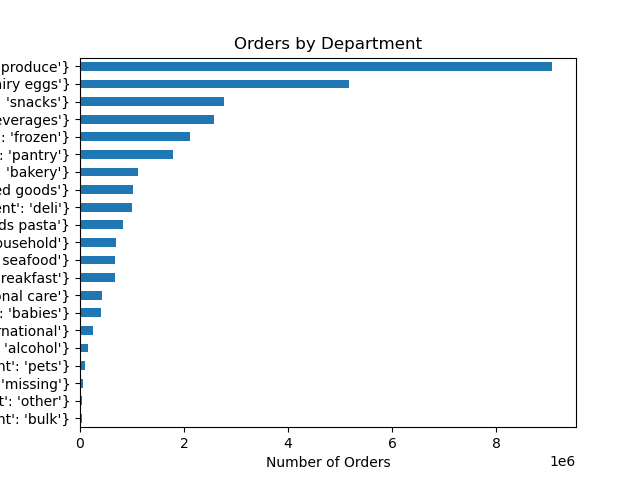 Orders by Department
produce'}
iry eggs'}
'snacks'}
everages'}
: 'frozen'}
: 'pantry'}
'bakery'}
ed goods'}
ent': 'deli'}
ds pasta'}
ousehold'}
seafood'}
reakfast'}
nal care'}
: 'babies'}
rnational'}
'alcohol'}
nt': 'pets'}
'missing'}
t': 'other'}
nt': 'bulk'}
0 2 4 6 8
1e6
Number of Orders